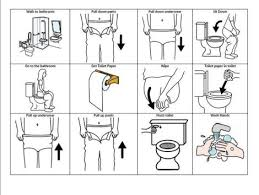 Walk to bathroom
Pull down pants
Pull down underwear
Sit Down
Go to the bathroom
Get Toilet Paper
Wipe
Toilet paper in toilet
Pull up underwear
Pull up pants
Flush toilet
Wash Hands